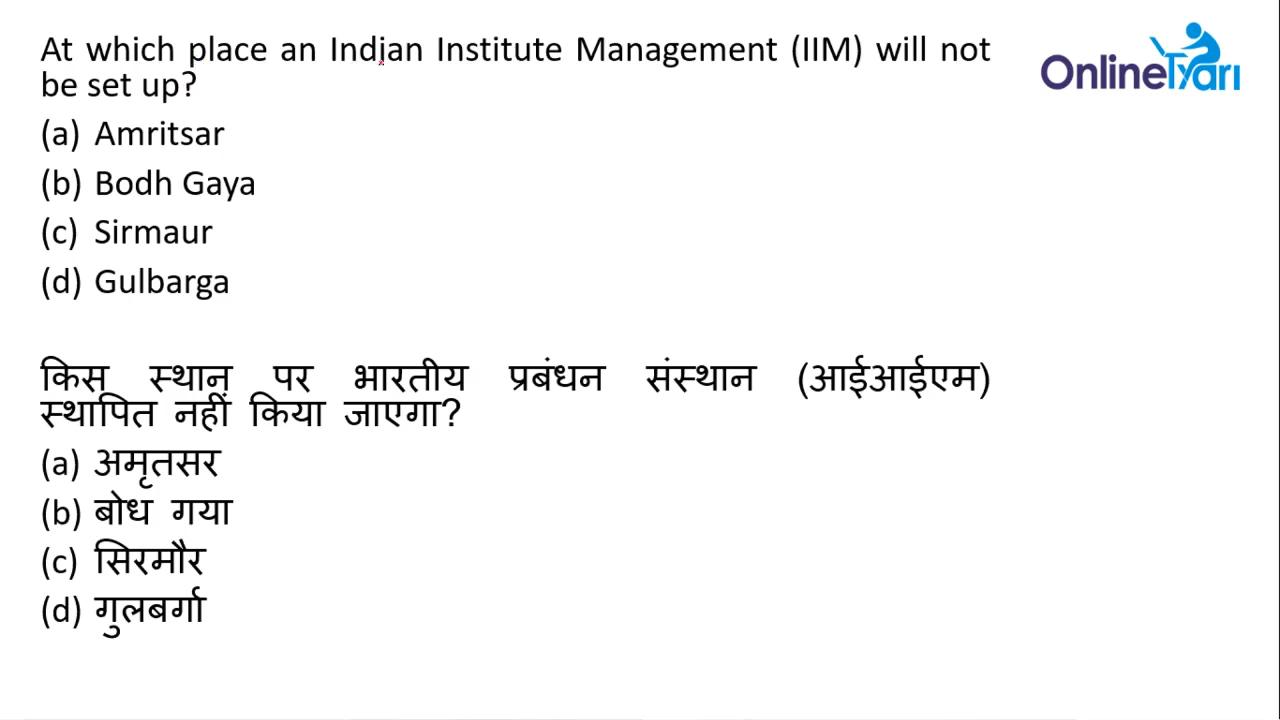 At which place an Indian Institute Management (IIM) will not
be set up?
OnlineTyari
(a) Amritsar
(b) Bodh Gaya
(c) Sirmaur
(d) Gulbarga
किस स्थान पर भारतीय प्रबंधन संस्थान (आईआईएम)
स्थापित नहीं किया जाएगा?
(a) अमृतसर
(b) बोध गया
(c) सिरमौर
(d) गुलबर्गा